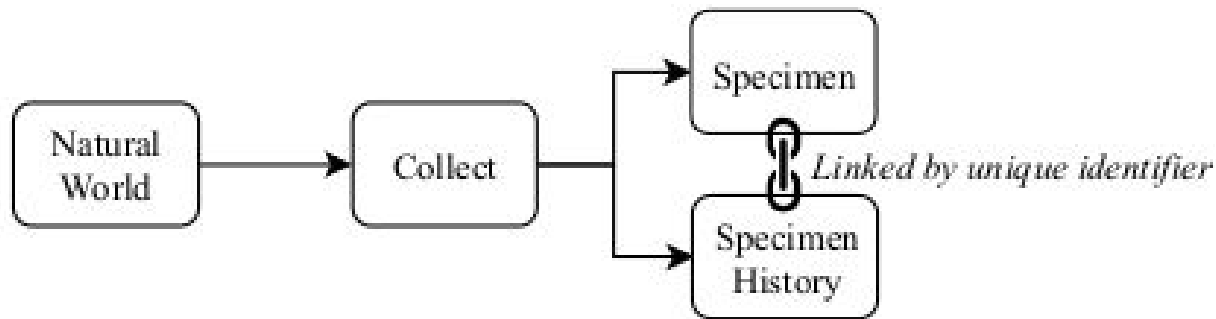 Natural
World
Collect
Specimen
Linked by unique identifier
Specimen
History